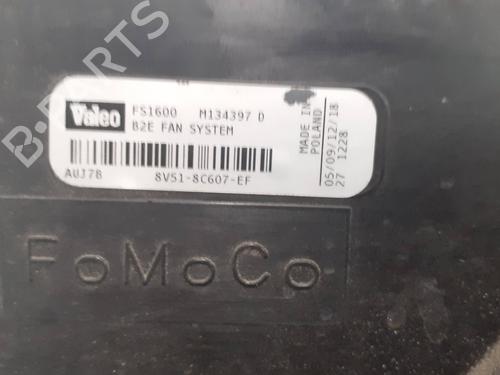 Valeo FS1600 M134397 D
B2E FAN SYSTEM
AUJ78 8V51-8C607-EF
MADE IN
POLAND
05/09/12/18
27 1228
FoMoCo
B-PARTS